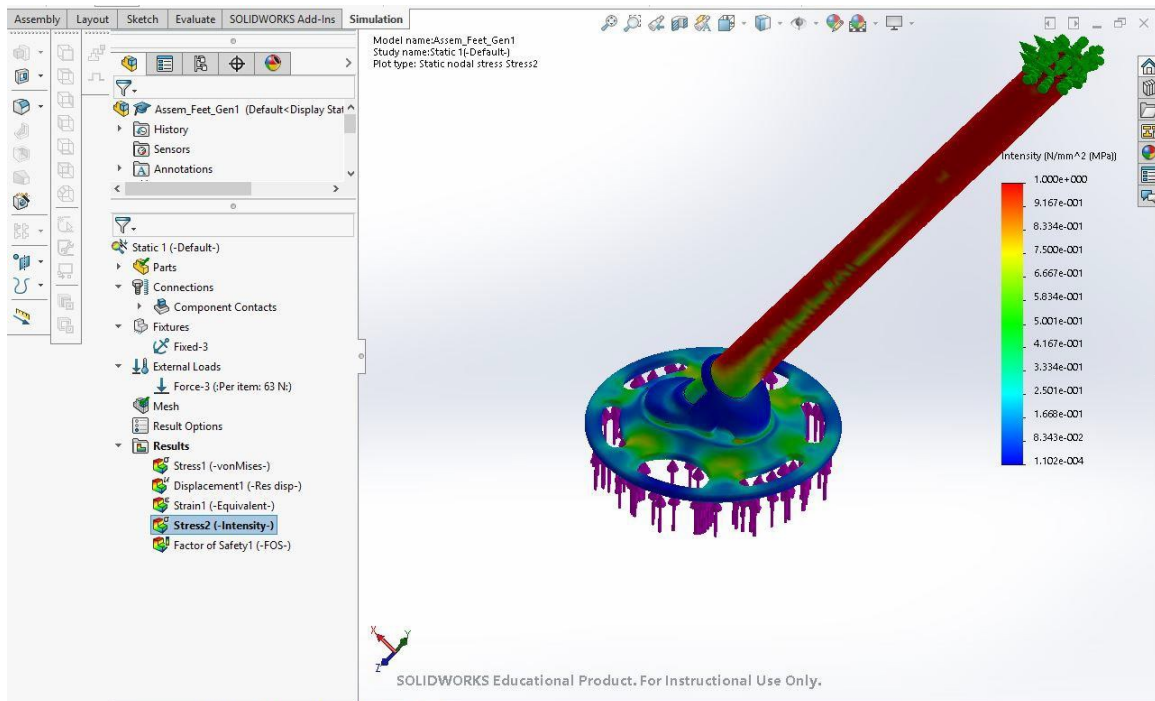 Assembly Layout Sketch Evaluate SOLIDWORKS Add-Ins Simulation
Assem_Feet_Gen1 (Default<Display Stat
History
Sensors
Annotations
Static 1 (-Default-)
Parts
Connections
Component Contacts
Fixtures
Fixed-3
External Loads
Force-3 (:Per item: 63 N:)
Mesh
Result Options
Results
Stress1 (-vonMises-)
Displacement1 (-Res disp-)
Strain1 (-Equivalent-)
Stress2 (-Intensity-)
Factor of Safety1 (-FOS-)
Model name:Assem_Feet_Gen1
Study name:Static 1(-Default-)
Plot type: Static nodal stress Stress2
Intensity (N/mm^2 (MPa))
1.000e+000
9.167e-001
8.334e-001
7.500e-001
6.667e-001
5.834e-001
5.001e-001
4.167e-001
3.334e-001
2.501e-001
1.668e-001
8.343e-002
1.102e-004
X Y
Z
SOLIDWORKS Educational Product. For Instructional Use Only.